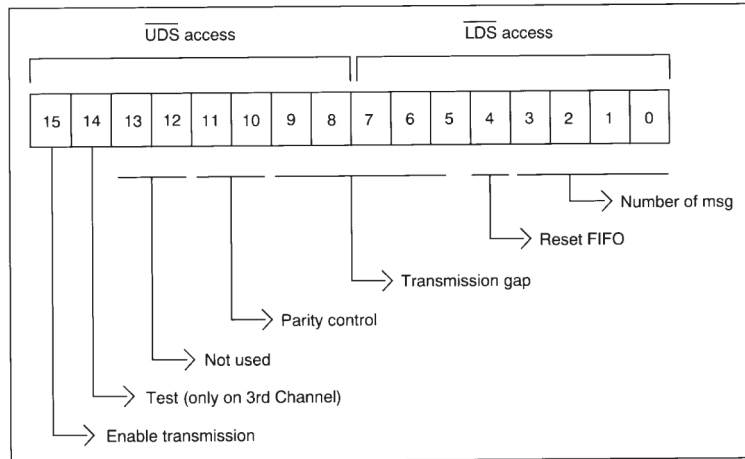 UDS access LDS access
15 14 13 12 11 10 9 8 7 6 5 4 3 2 1 0
Number of msg
Reset FIFO
Transmission gap
Parity control
Not used
Test (only on 3rd Channel)
Enable transmission